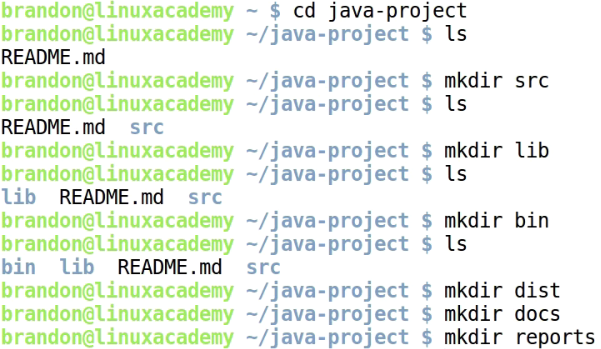 brandon@linuxacademy ~ $ cd java-project
brandon@linuxacademy ~/java-project $ ls
README.md
brandon@linuxacademy ~/java-project $ mkdir src
brandon@linuxacademy ~/java-project $ ls
README.md  src
brandon@linuxacademy ~/java-project $ mkdir lib
brandon@linuxacademy ~/java-project $ ls
lib  README.md  src
brandon@linuxacademy ~/java-project $ mkdir bin
brandon@linuxacademy ~/java-project $ ls
bin  lib  README.md  src
brandon@linuxacademy ~/java-project $ mkdir dist
brandon@linuxacademy ~/java-project $ mkdir docs
brandon@linuxacademy ~/java-project $ mkdir reports